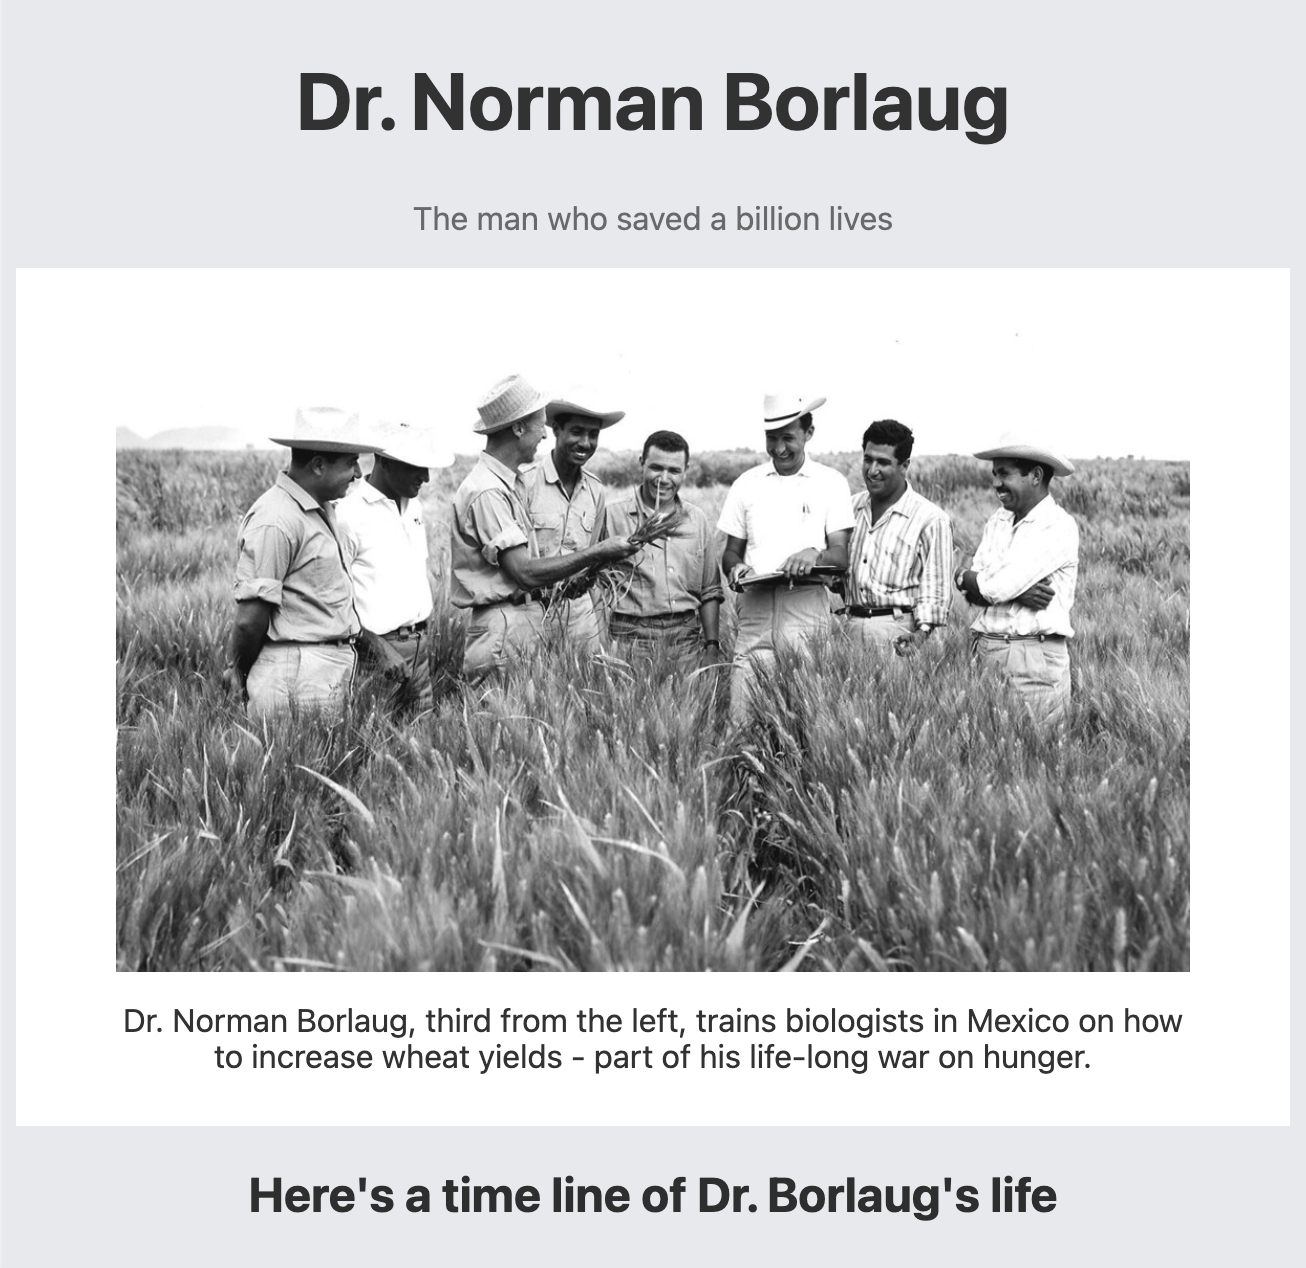 Dr. Norman Borlaug
The man who saved a billion lives
Dr. Norman Borlaug, third from the left, trains biologists in Mexico on how
to increase wheat yields - part of his life-long war on hunger.
Here's a time line of Dr. Borlaug's life